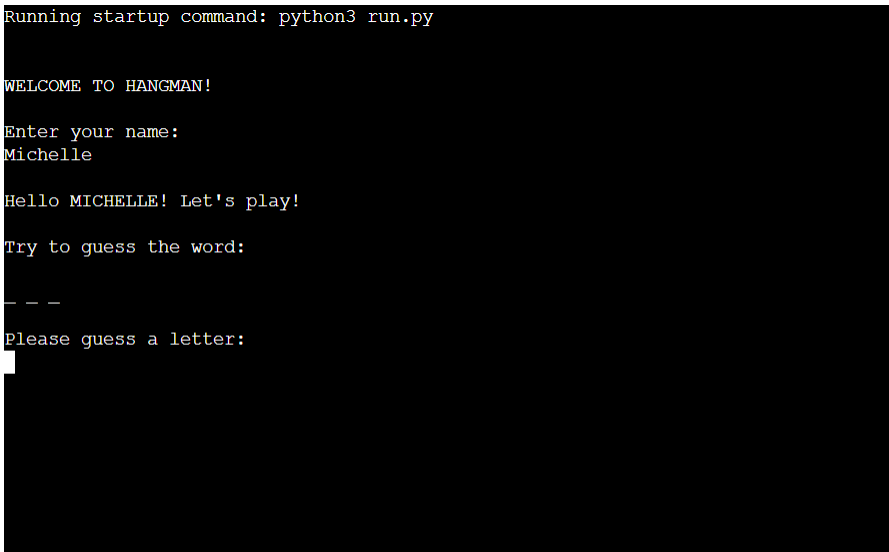 Running startup command: python3 run.py
WELCOME TO HANGMAN!
Enter your name:
Michelle
Hello MICHELLE! Let's play!
Try to guess the word:
_ _ _
Please guess a letter: